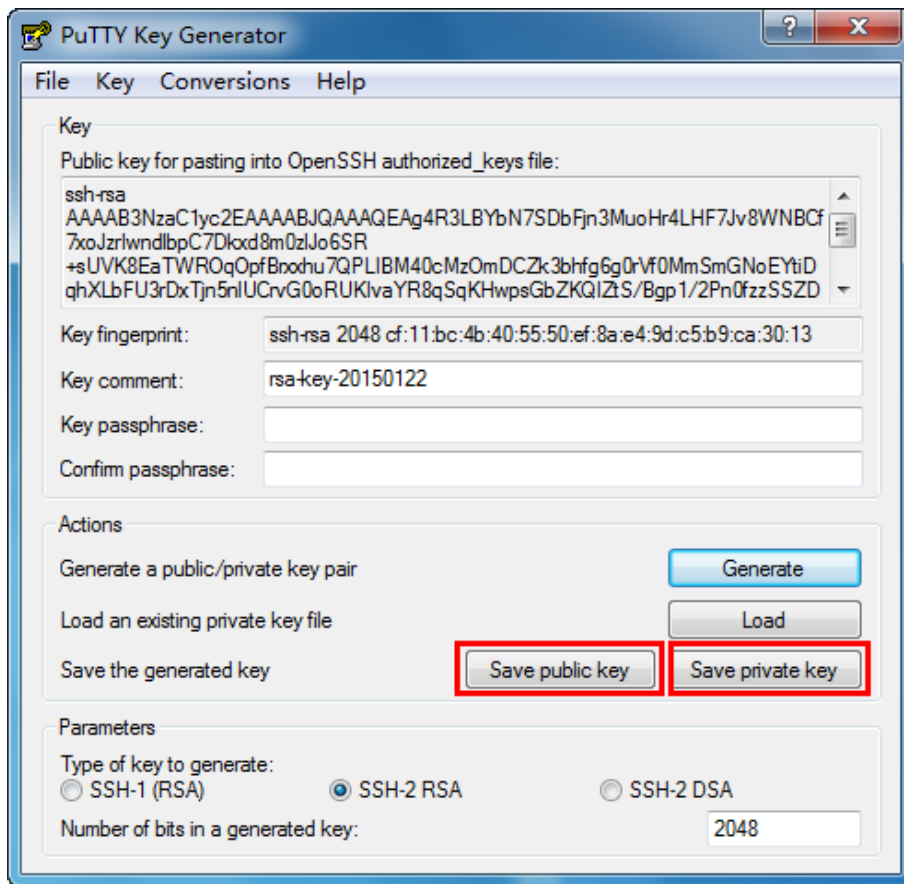 PuTTY Key Generator
File Key Conversions Help
Key
Public key for pasting into OpenSSH authorized_keys file:
ssh-rsa
AAAAB3NzaC1yc2EAAAABJQAAAQEAg4R3LBYbN7SDbFjn3MuoHr4LHF7Jv8WNBCf
7xoJzrlwndlbpC7Dkxd8m0zlJo6SR
+sUVK8EaTWROqOpfBrxxhu7QPLIBM40cMzOmDCZk3bhfg6g0rVf0MmSmGNoEYtiD
qhXLbFU3rDxTjn5nIUCrvG0oRUKIvaYR8qSqKHwpsGbZKQIZtS/Bgp1/2Pn0fzzSSZD
Key fingerprint: ssh-rsa 2048 cf:11:bc:4b:40:55:50:ef:8a:e4:9d:c5:b9:ca:30:13
Key comment: rsa-key-20150122
Key passphrase:
Confirm passphrase:
Actions
Generate a public/private key pair Generate
Load an existing private key file Load
Save the generated key Save public key Save private key
Parameters
Type of key to generate:
SSH-1 (RSA) SSH-2 RSA SSH-2 DSA
Number of bits in a generated key: 2048